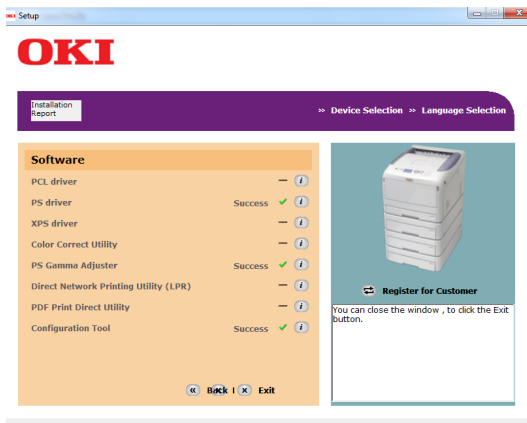 Setup
OKI
Installation
Report
» Device Selection » Language Selection
Software
PCL driver
PS driver Success
XPS driver
Color Correct Utility
PS Gamma Adjuster Success
Direct Network Printing Utility (LPR)
PDF Print Direct Utility
Configuration Tool Success
Back | Exit
Register for Customer
You can close the window , to click the Exit
button.